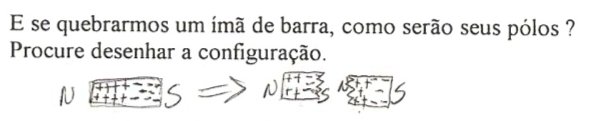 E se quebrarmos um ímã de barra, como serão seus pólos ?
Procure desenhar a configuração.
N ++++---- S => N ++-- S N ++-- S